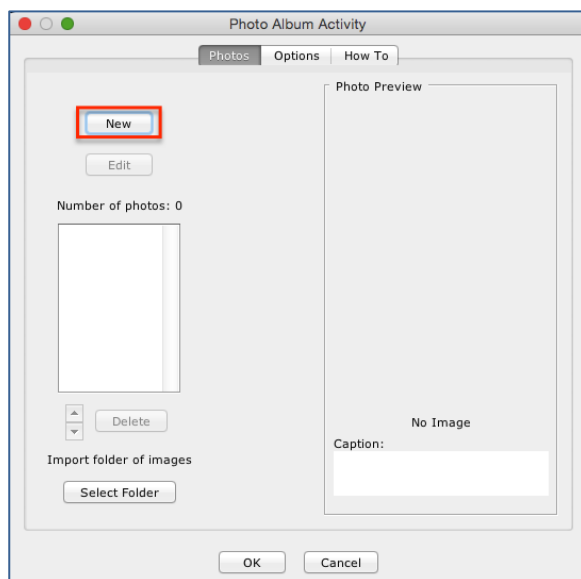 Photo Album Activity
Photos Options How To
New
Edit
Number of photos: 0
Delete
Import folder of images
Select Folder
Photo Preview
No Image
Caption:
OK Cancel